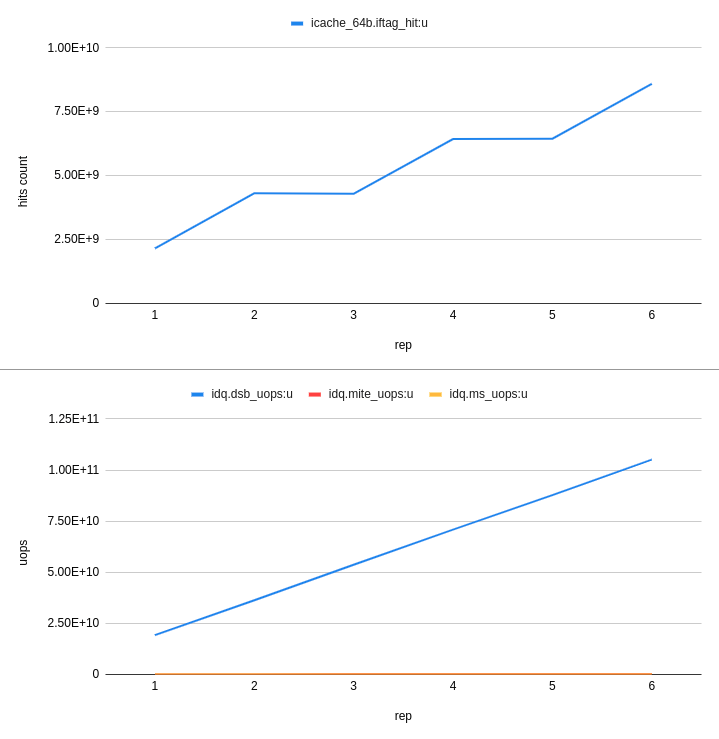 icache_64b.iftag_hit:u
1.00E+10
7.50E+9
5.00E+9
2.50E+9
0
hits count
1 2 3 4 5 6
rep
idq.dsb_uops:u idq.mite_uops:u idq.ms_uops:u
1.25E+11
1.00E+11
7.50E+10
5.00E+10
2.50E+10
0
uops
1 2 3 4 5 6
rep